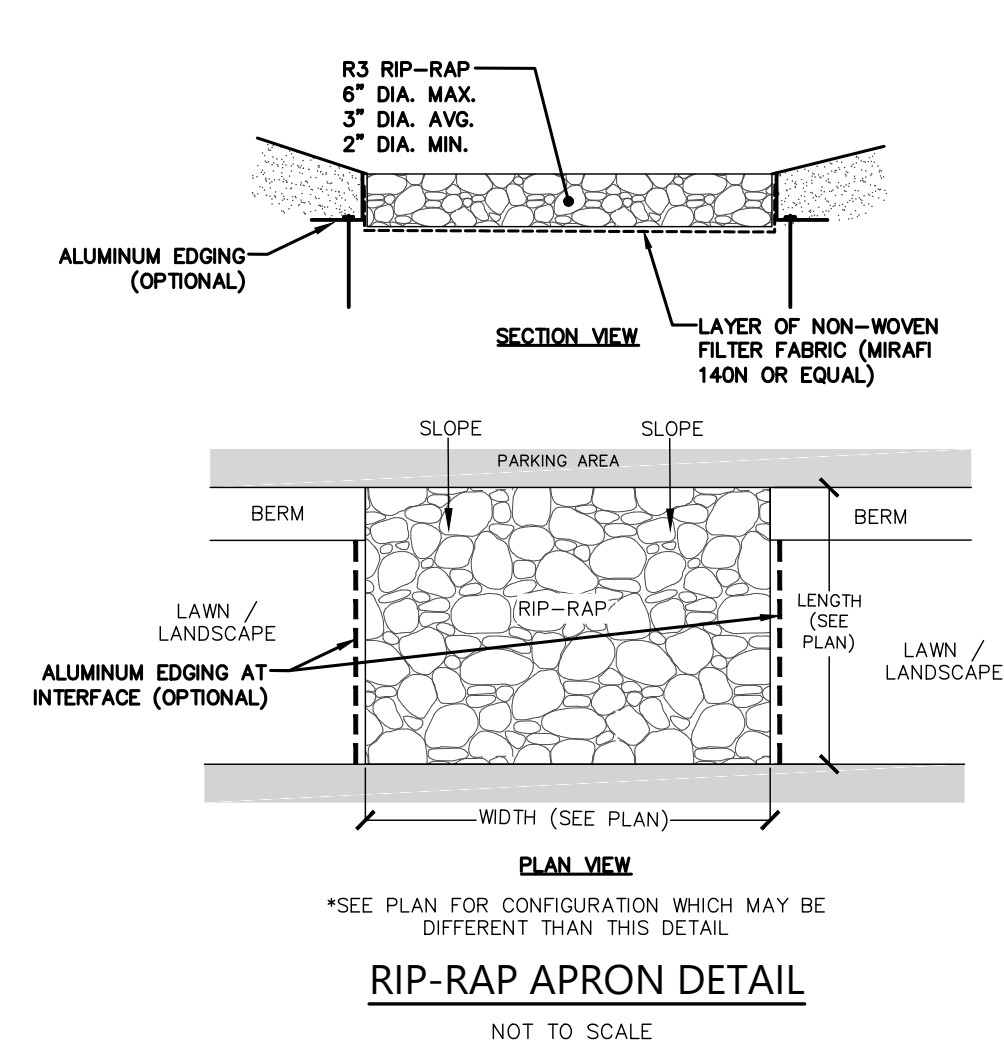 R3 RIP-RAP
6" DIA. MAX.
3" DIA. AVG.
2" DIA. MIN.
ALUMINUM EDGING
(OPTIONAL)
SECTION VIEW
LAYER OF NON-WOVEN
FILTER FABRIC (MIRAFI
140N OR EQUAL)
SLOPE
SLOPE
PARKING AREA
BERM
BERM
LAWN /
LANDSCAPE
RIP-RAP
LENGTH
(SEE
PLAN)
LAWN /
LANDSCAPE
ALUMINUM EDGING AT
INTERFACE (OPTIONAL)
WIDTH (SEE PLAN)
PLAN VIEW
*SEE PLAN FOR CONFIGURATION WHICH MAY BE
DIFFERENT THAN THIS DETAIL
RIP-RAP APRON DETAIL
NOT TO SCALE